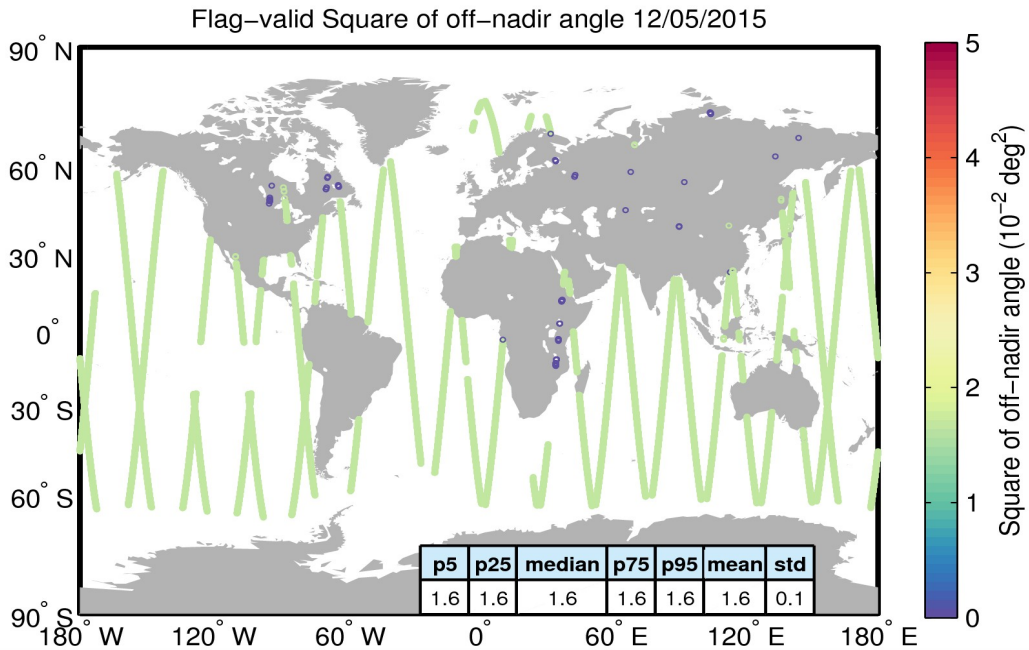 Flag−valid Square of off−nadir angle 12/05/2015
90° N
60° N
30° N
0°
30° S
60° S
90° S
180° W
120° W
60° W
0°
60° E
120° E
180° E
p5 p25 median p75 p95 mean std
1.6 1.6 1.6 1.6 1.6 1.6 0.1
5
4
3
2
1
0
Square of off−nadir angle (10⁻² deg²)